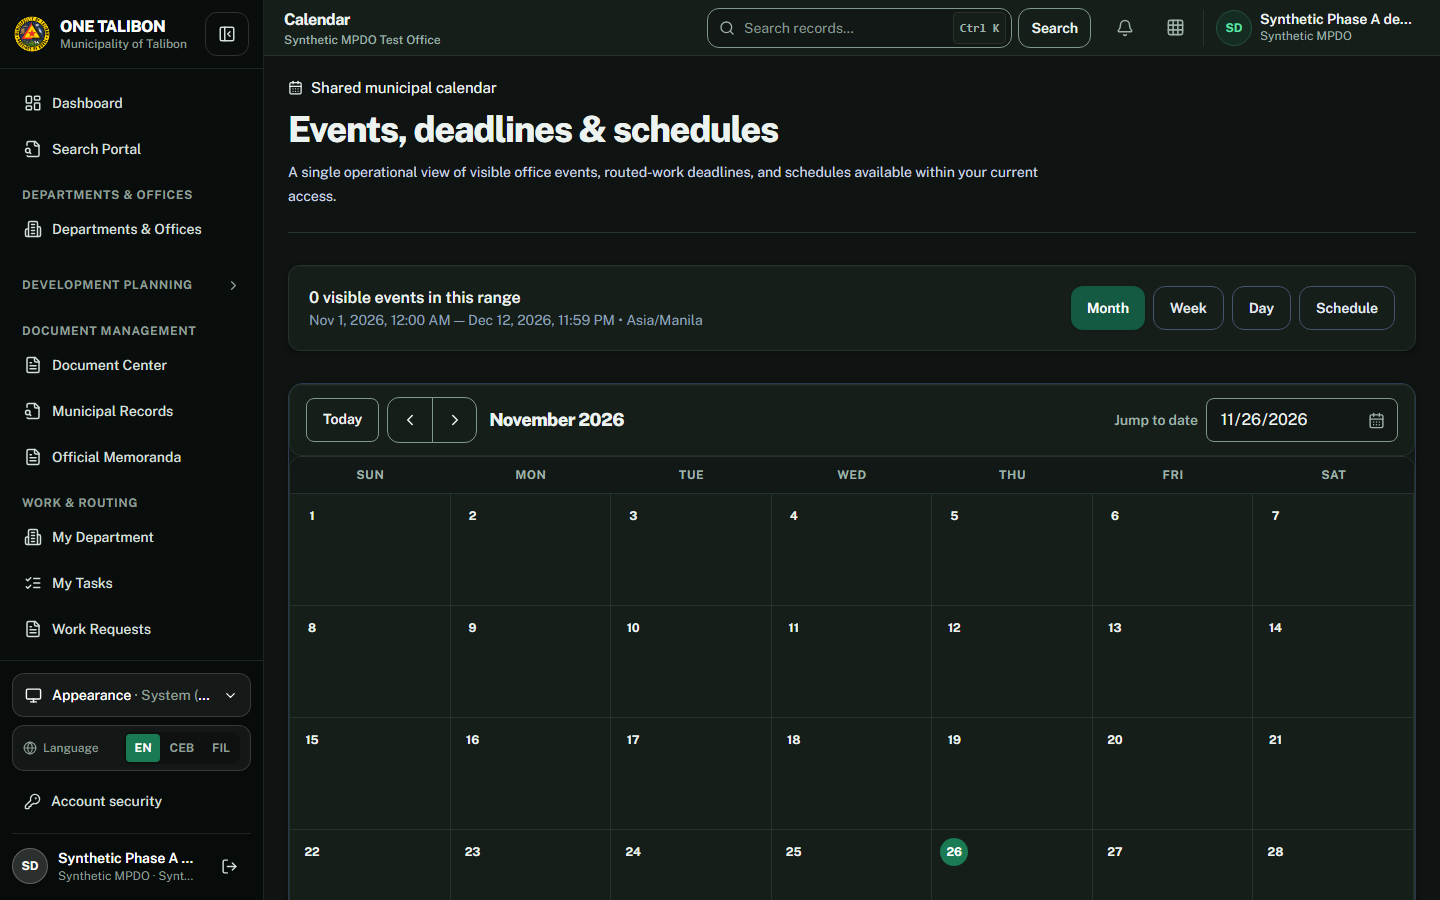 ONE TALIBON
Municipality of Talibon
Dashboard
Search Portal
DEPARTMENTS & OFFICES
Departments & Offices
DEVELOPMENT PLANNING
DOCUMENT MANAGEMENT
Document Center
Municipal Records
Official Memoranda
WORK & ROUTING
My Department
My Tasks
Work Requests
Appearance · System (...
Language EN CEB FIL
Account security
SD Synthetic Phase A ...
Synthetic MPDO · Synt...
Calendar
Synthetic MPDO Test Office
Search records... Ctrl K Search
SD Synthetic Phase A de...
Synthetic MPDO
Shared municipal calendar
Events, deadlines & schedules
A single operational view of visible office events, routed-work deadlines, and schedules available within your current
access.
0 visible events in this range
Nov 1, 2026, 12:00 AM — Dec 12, 2026, 11:59 PM • Asia/Manila
Month Week Day Schedule
Today November 2026 Jump to date 11/26/2026
SUN MON TUE WED THU FRI SAT
1 2 3 4 5 6 7
8 9 10 11 12 13 14
15 16 17 18 19 20 21
22 23 24 25 26 27 28